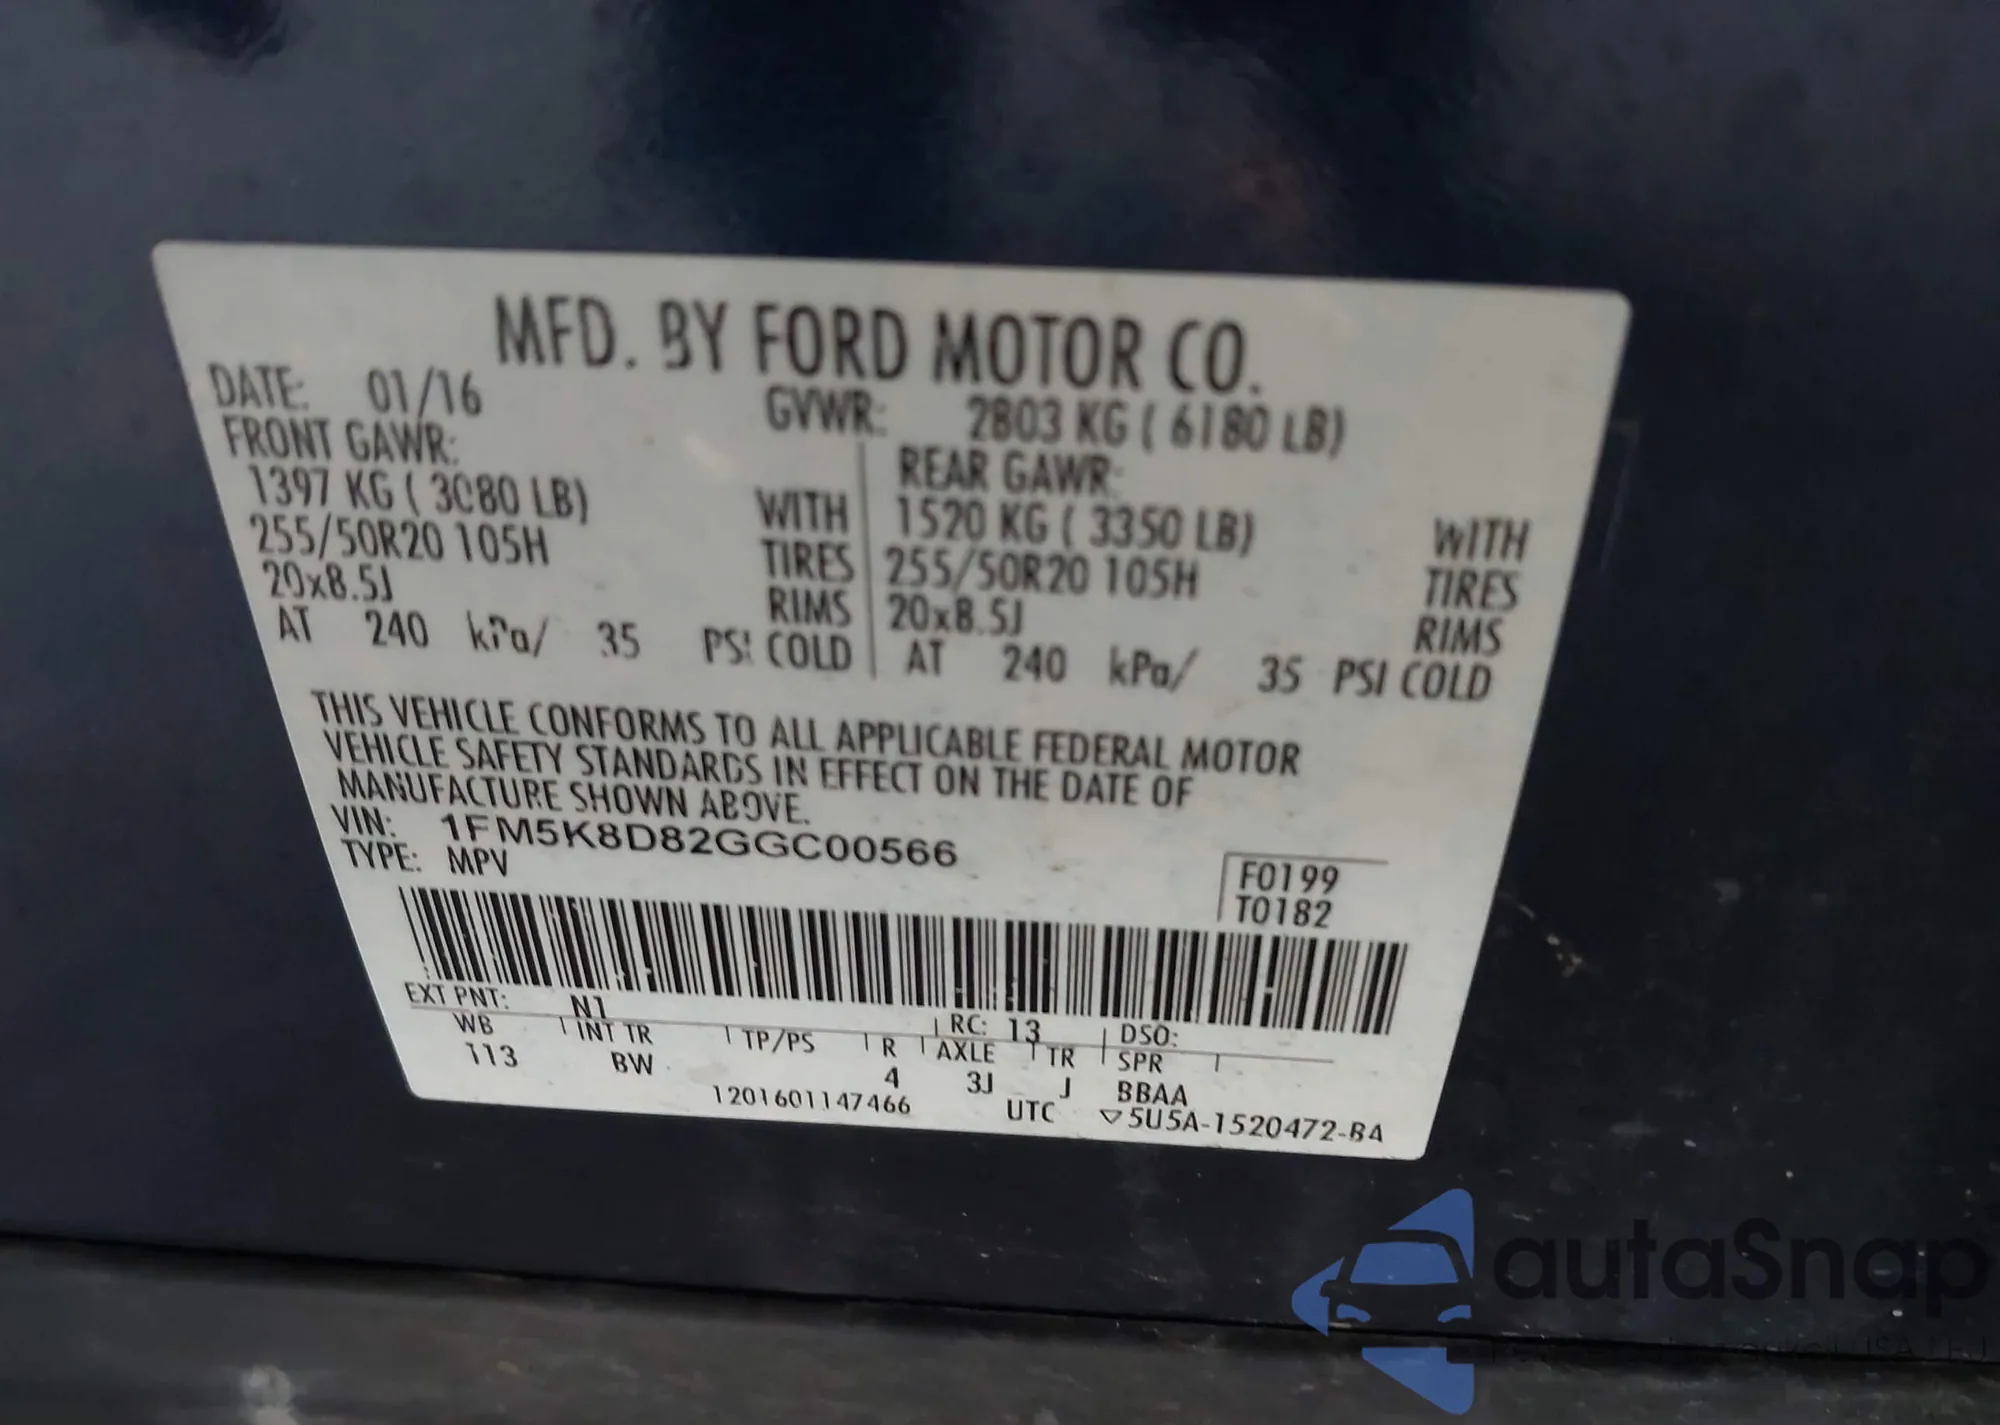 MFD. BY FORD MOTOR CO.
DATE: 01/16 GVWR: 2803 KG ( 6180 LB)
FRONT GAWR: REAR GAWR:
1397 KG ( 3080 LB) WITH 1520 KG ( 3350 LB) WITH
255/50R20 105H TIRES 255/50R20 105H TIRES
20x8.5J RIMS 20x8.5J RIMS
AT 240 kPa/ 35 PSI COLD AT 240 kPa/ 35 PSI COLD
THIS VEHICLE CONFORMS TO ALL APPLICABLE FEDERAL MOTOR
VEHICLE SAFETY STANDARDS IN EFFECT ON THE DATE OF
MANUFACTURE SHOWN ABOVE.
VIN: 1FM5K8D82GGC00566
TYPE: MPV
F0199
T0182
EXT PNT: N1 RC: 13 DSO:
WB INT TR TP/PS R AXLE TR SPR
113 BW 4 3J J BBAA
1201601147466 UTC ▽5U5A-1520472-BA
autaSnap